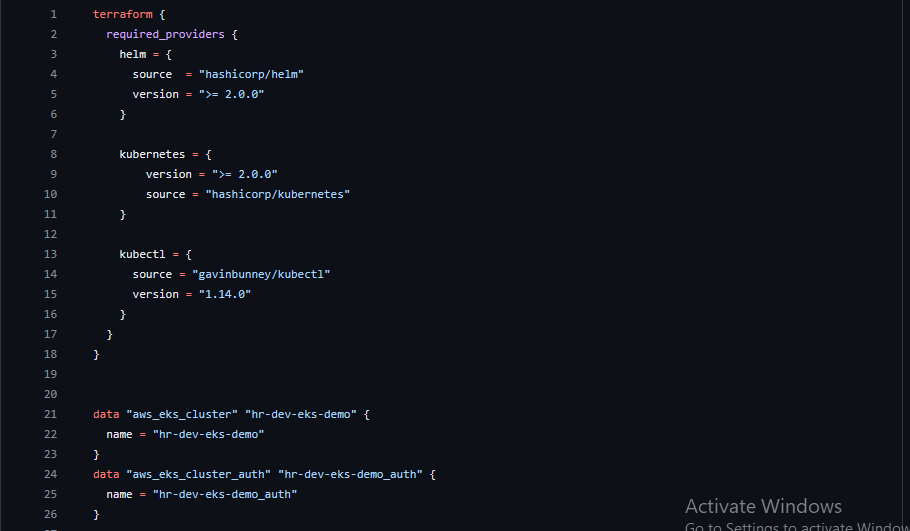 1 terraform {
2 required_providers {
3 helm = {
4 source = "hashicorp/helm"
5 version = ">= 2.0.0"
6 }
7
8 kubernetes = {
9 version = ">= 2.0.0"
10 source = "hashicorp/kubernetes"
11 }
12
13 kubectl = {
14 source = "gavinbunney/kubectl"
15 version = "1.14.0"
16 }
17 }
18 }
19
20
21 data "aws_eks_cluster" "hr-dev-eks-demo" {
22 name = "hr-dev-eks-demo"
23 }
24 data "aws_eks_cluster_auth" "hr-dev-eks-demo_auth" {
25 name = "hr-dev-eks-demo_auth"
26 }
Activate Windows
Go to Settings to activate Window